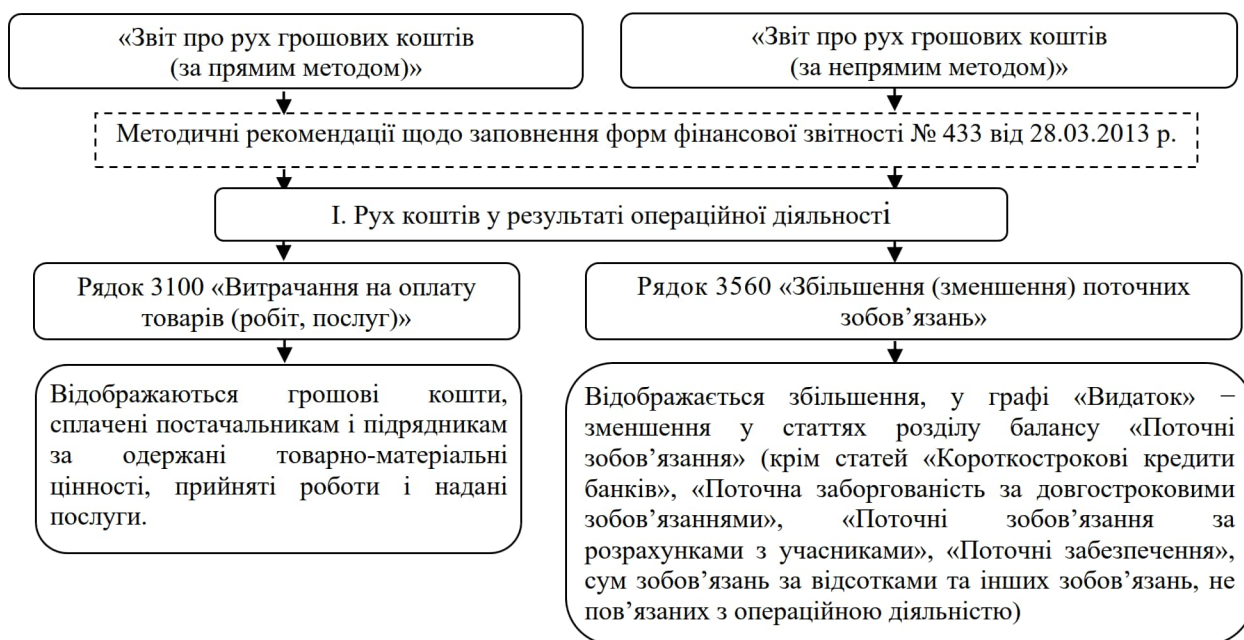 «Звіт про рух грошових коштів
(за прямим методом)»
«Звіт про рух грошових коштів
(за непрямим методом)»
Методичні рекомендації щодо заповнення форм фінансової звітності № 433 від 28.03.2013 р.
І. Рух коштів у результаті операційної діяльності
Рядок 3100 «Витрачання на оплату
товарів (робіт, послуг)»
Рядок 3560 «Збільшення (зменшення) поточних
зобов’язань»
Відображаються грошові кошти,
сплачені постачальникам і підрядникам
за одержані товарно-матеріальні
цінності, прийняті роботи і надані
послуги.
Відображається збільшення, у графі «Видаток» −
зменшення у статтях розділу балансу «Поточні
зобов’язання» (крім статей «Короткострокові кредити
банків», «Поточна заборгованість за довгостроковими
зобов’язаннями», «Поточні зобов’язання за
розрахунками з учасниками», «Поточні забезпечення»,
сум зобов’язань за відсотками та інших зобов’язань, не
пов’язаних з операційною діяльністю)